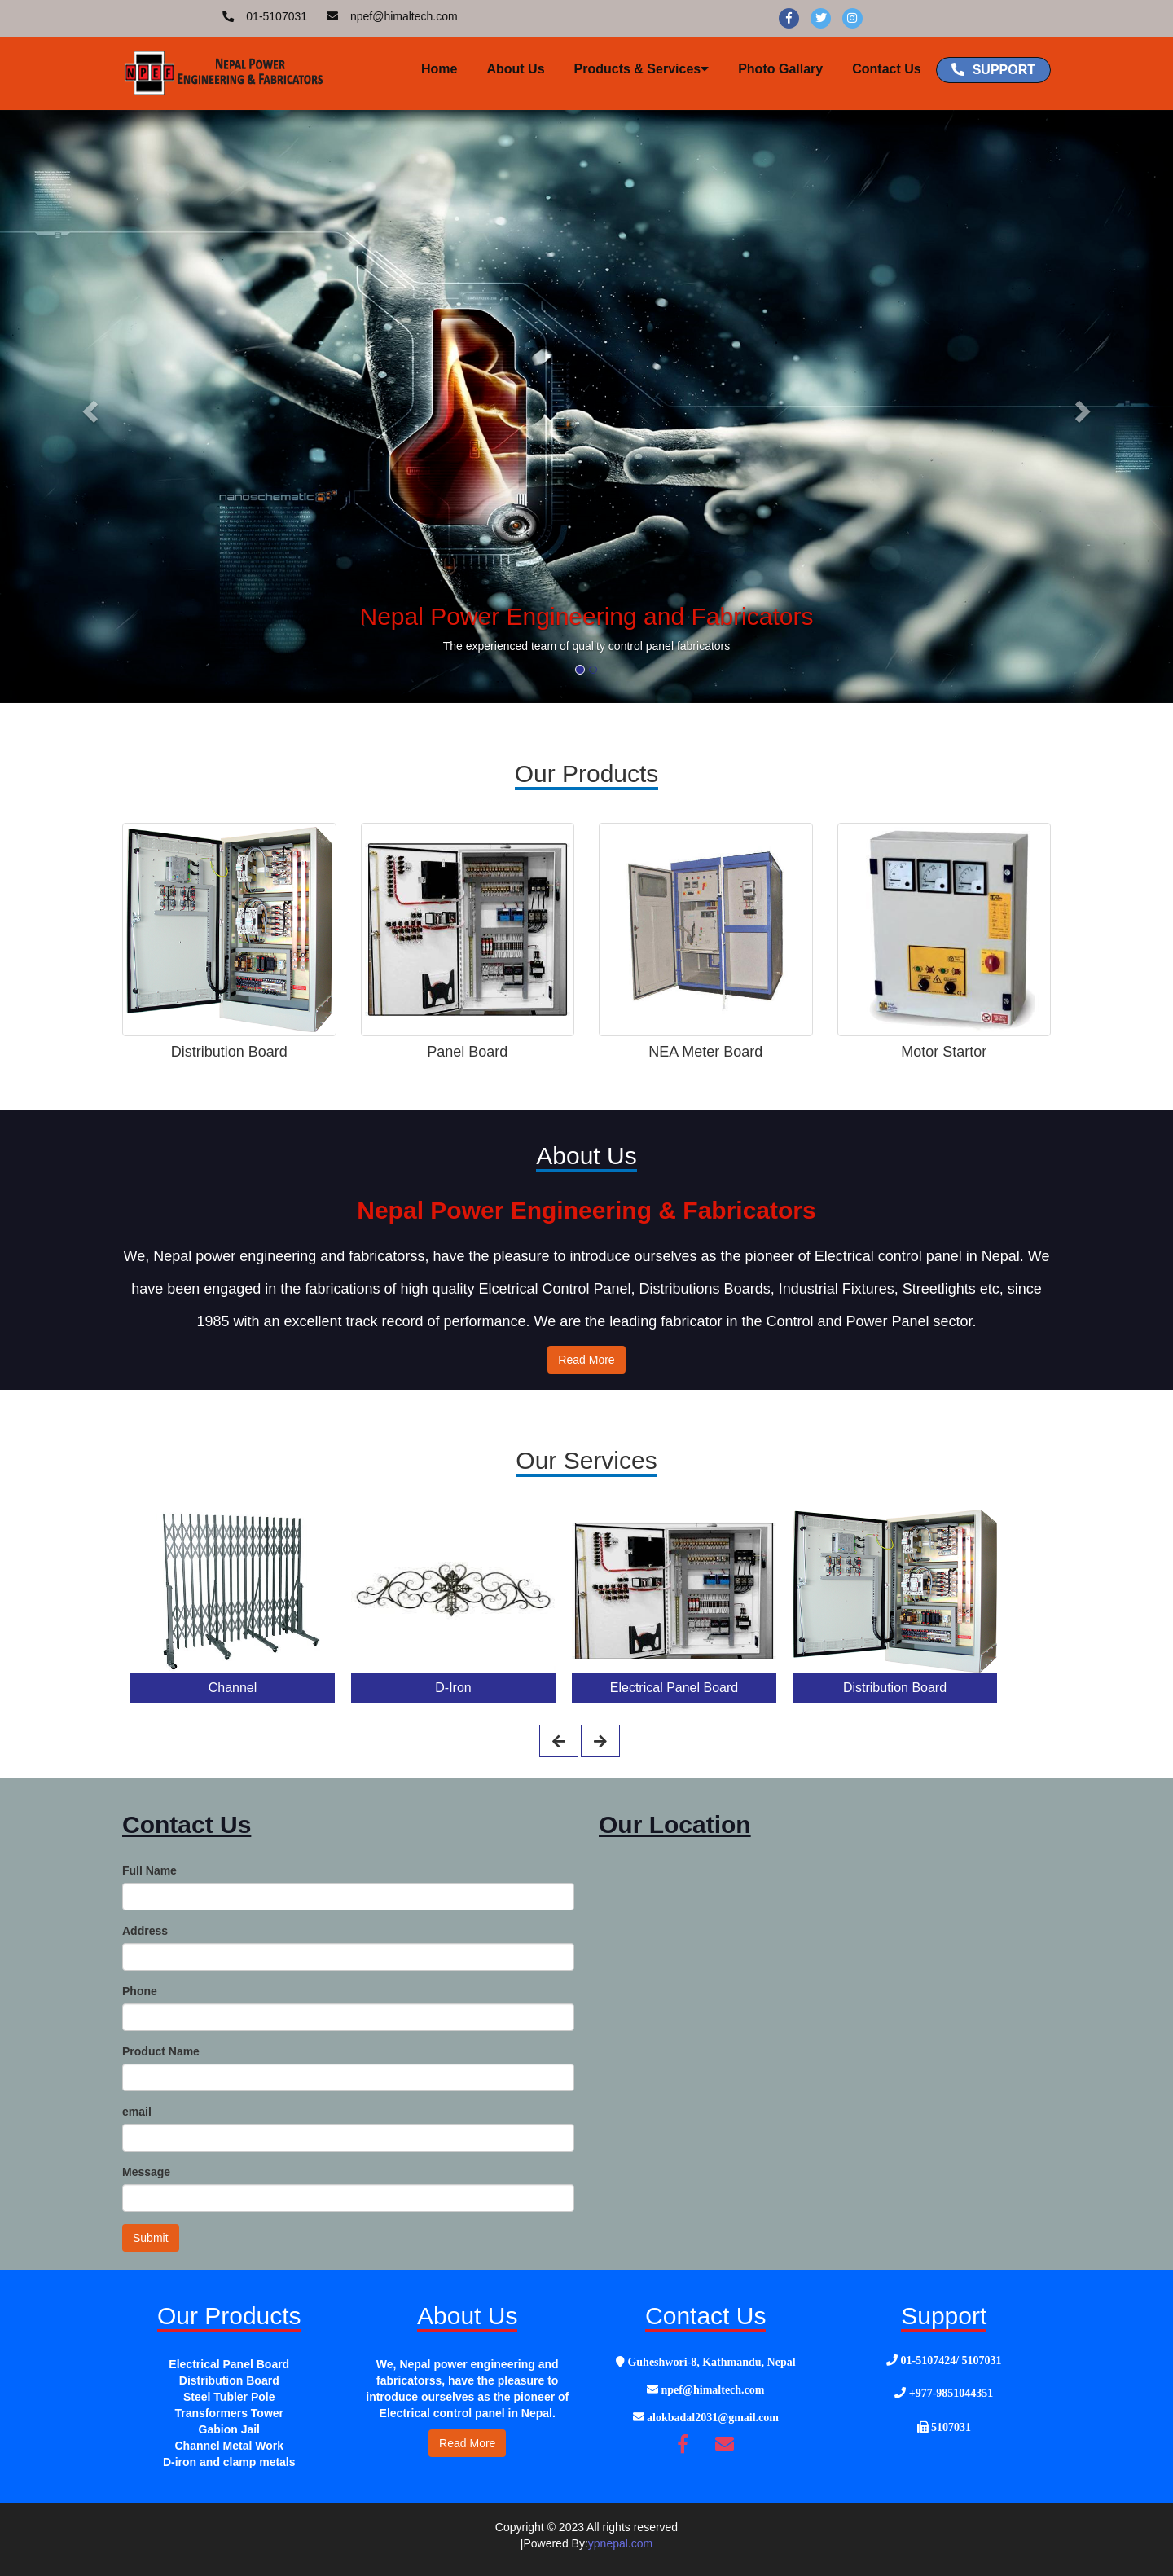 01-5107031 npef@himaltech.com
NPEF
Nepal Power
Engineering & Fabricators
Home About Us Products & Services Photo Gallery Contact Us SUPPORT
nanoschematic
Nepal Power Engineering and Fabricators
The experienced team of quality control panel fabricators
Our Products
Distribution Board Panel Board NEA Meter Board Motor Startor
About Us
Nepal Power Engineering & Fabricators
We, Nepal power engineering and fabricatorss, have the pleasure to introduce ourselves as the pioneer of Electrical control panel in Nepal. We
have been engaged in the fabrications of high quality Elcetrical Control Panel, Distributions Boards, Industrial Fixtures, Streetlights etc, since
1985 with an excellent track record of performance. We are the leading fabricator in the Control and Power Panel sector.
Read More
Our Services
Channel D-Iron Electrical Panel Board Distribution Board
Contact Us
Full Name
Address
Phone
Product Name
email
Message
Submit
Our Location
Our Products
Electrical Panel Board
Distribution Board
Steel Tubler Pole
Transformers Tower
Gabion Jail
Channel Metal Work
D-iron and clamp metals
About Us
We, Nepal power engineering and
fabricatorss, have the pleasure to
introduce ourselves as the pioneer of
Electrical control panel in Nepal.
Read More
Contact Us
Guheshwori-8, Kathmandu, Nepal
npef@himaltech.com
alokbadal2031@gmail.com
Support
01-5107424/ 5107031
+977-9851044351
5107031
Copyright © 2023 All rights reserved
|Powered By:ypnepal.com